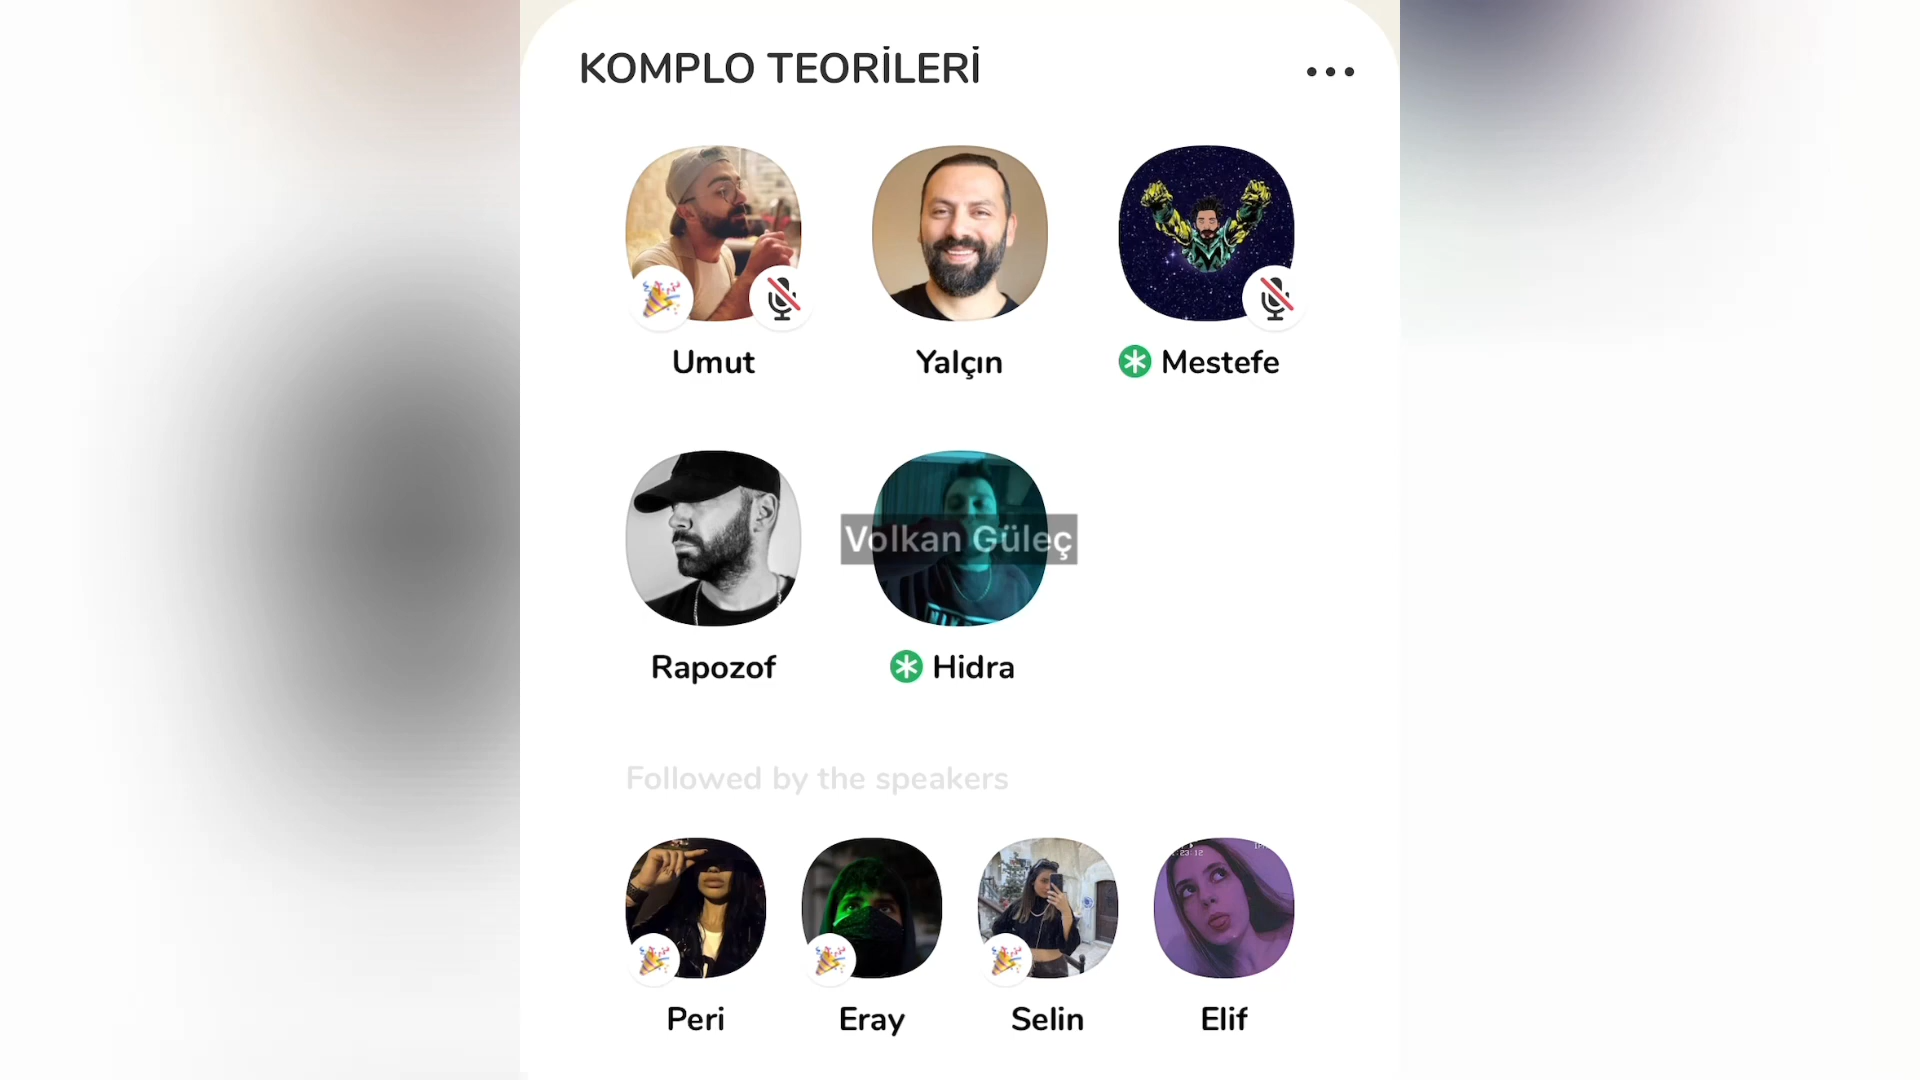 KOMPLO TEORİLERİ
Umut
Yalçın
Mestefe
Volkan Güleç
Rapozof
Hidra
Followed by the speakers
Peri
Eray
Selin
Elif